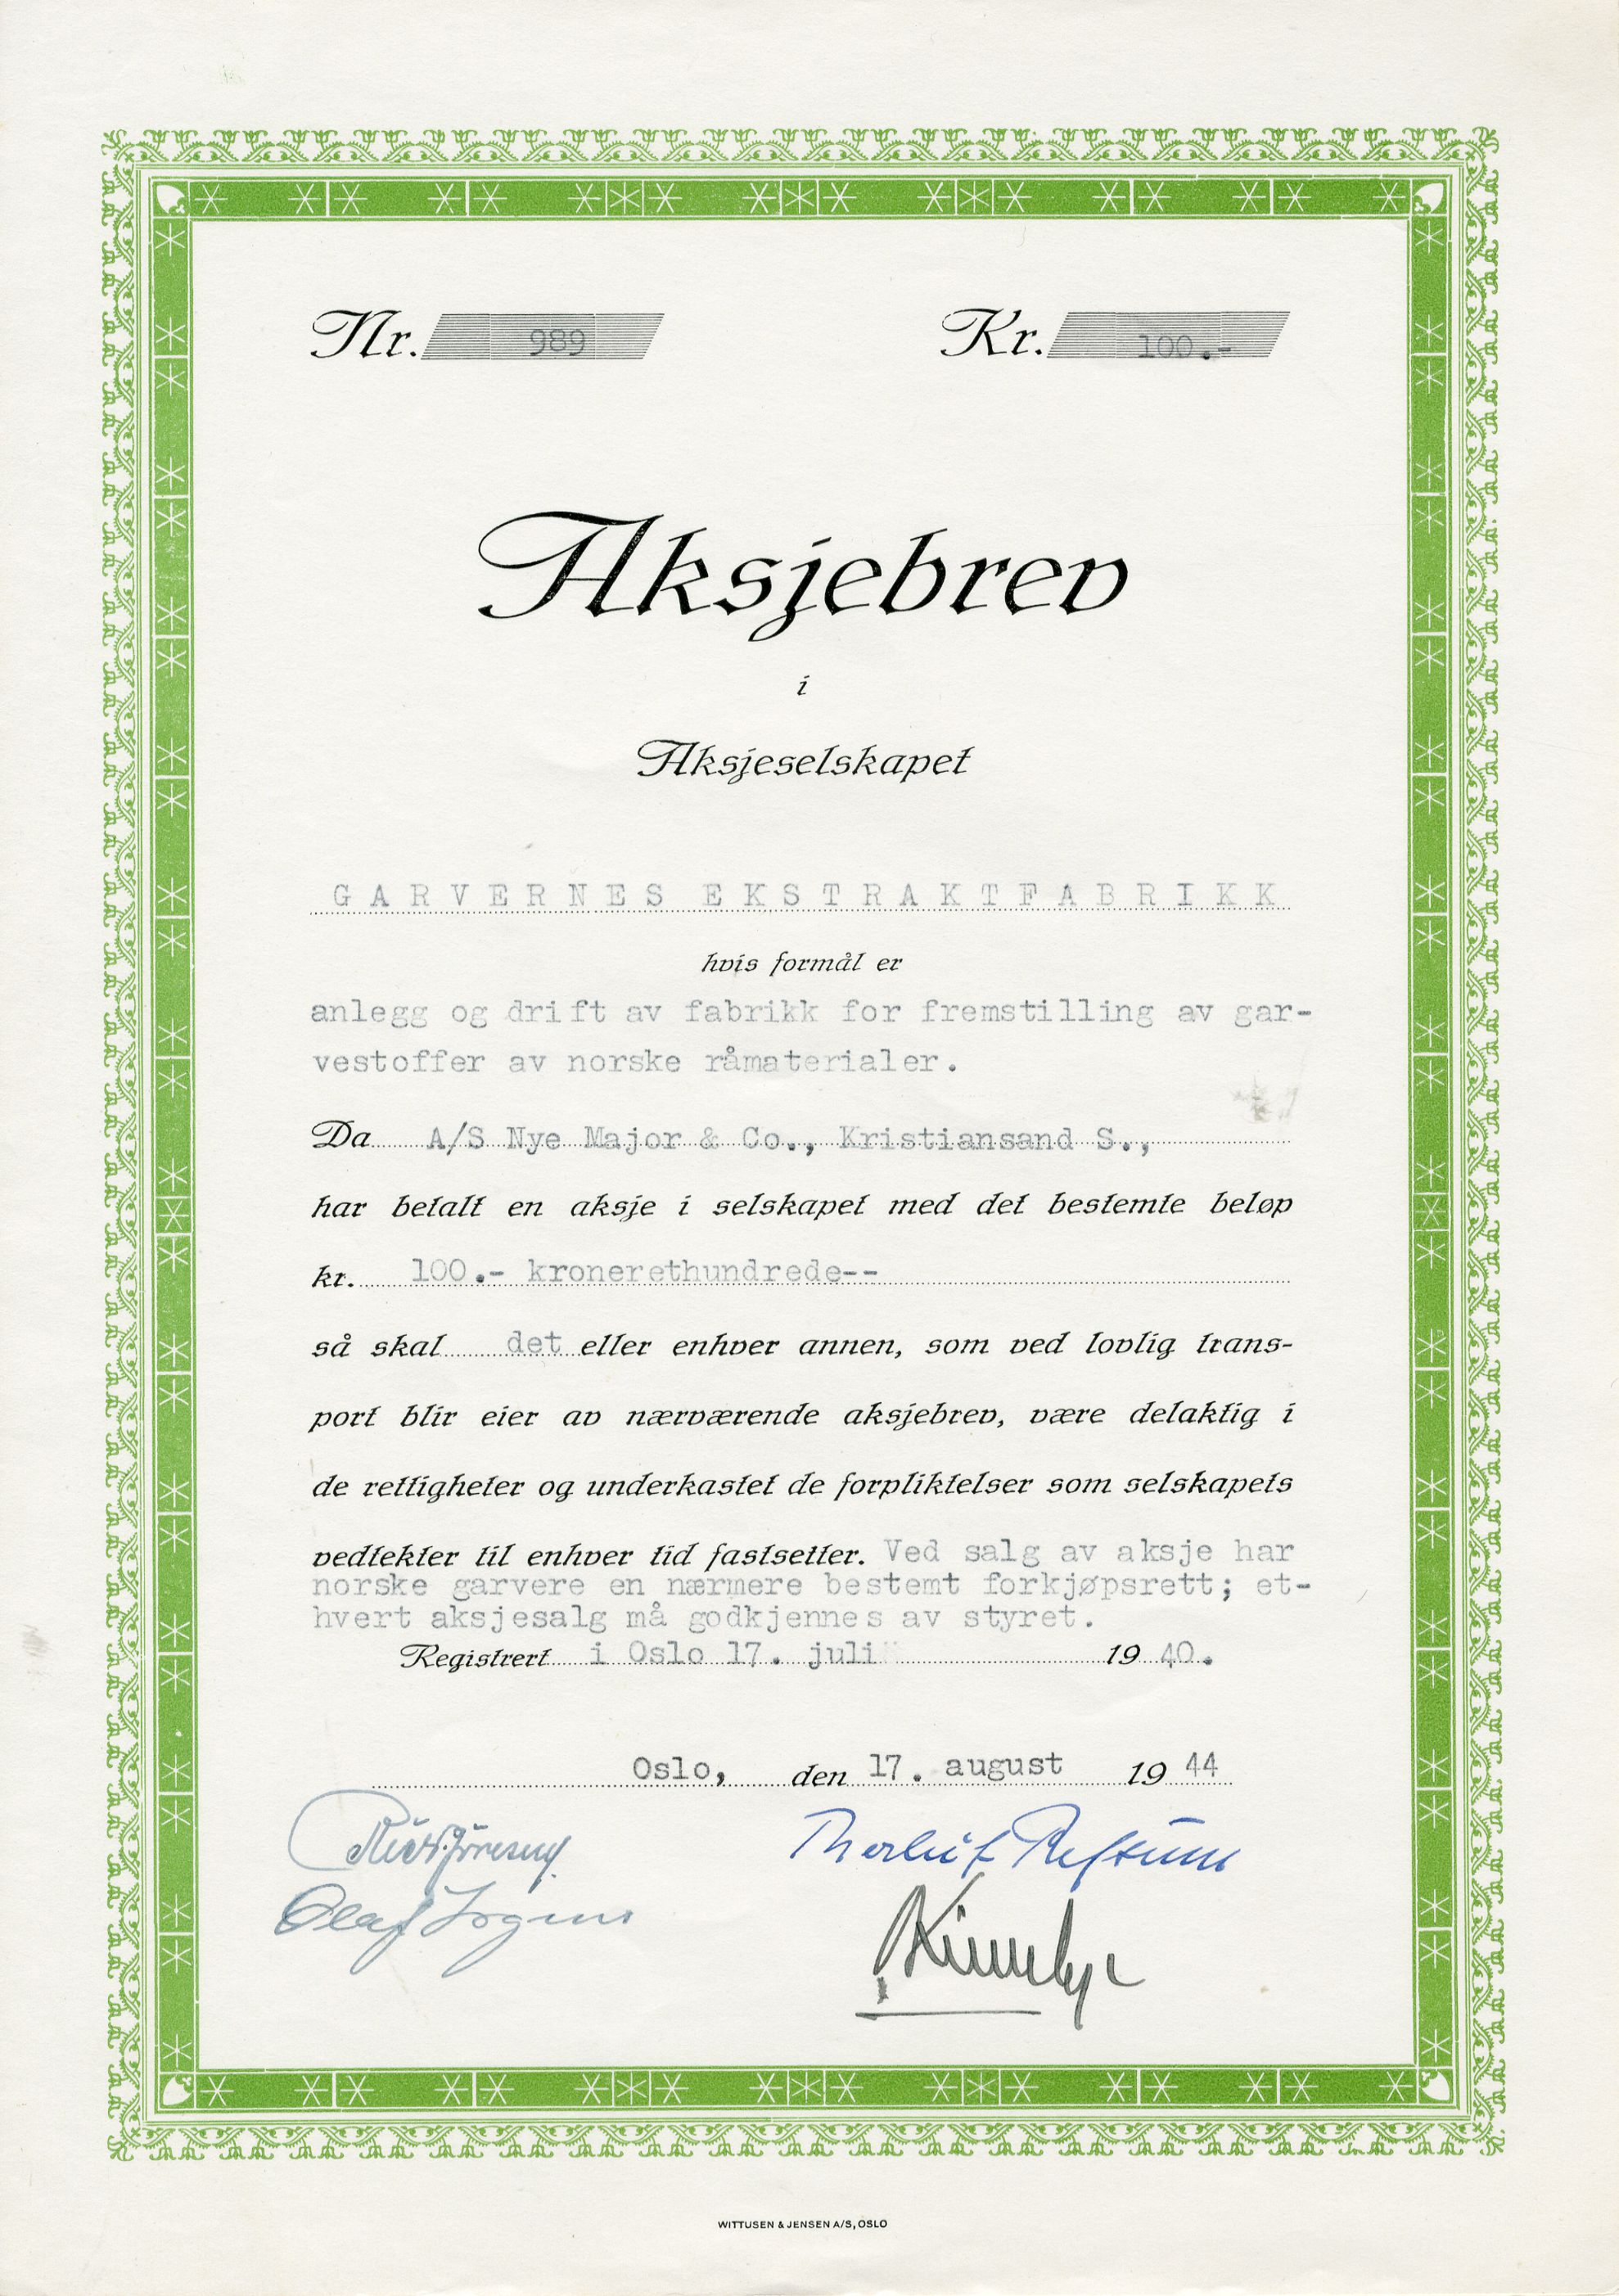 Nr. 989 Kr. 100.-
Aksjebrev
i
Aksjeselskapet
GARVERNES EKSTRAKTFABRIKK
hvis formål er
anlegg og drift av fabrikk for fremstilling av gar-
vestoffer av norske råmaterialer.
Da A/S Nye Major & Co., Kristiansand S.,
har betalt en aksje i selskapet med det bestemte beløp
kr. 100.- kronerethundrede--
så skal det eller enhver annen, som ved lovlig trans-
port blir eier av nærværende aksjebrev, være delaktig i
de rettigheter og underkastet de forpliktelser som selskapets
vedtekter til enhver tid fastsetter. Ved salg av aksje har
norske garvere en nærmere bestemt forkjøpsrett; et-
hvert aksjesalg må godkjennes av styret.
Registrert i Oslo 17. juli 19 40.
Oslo, den 17. august 19 44
Olaf
WITTUSEN & JENSEN A/S, OSLO